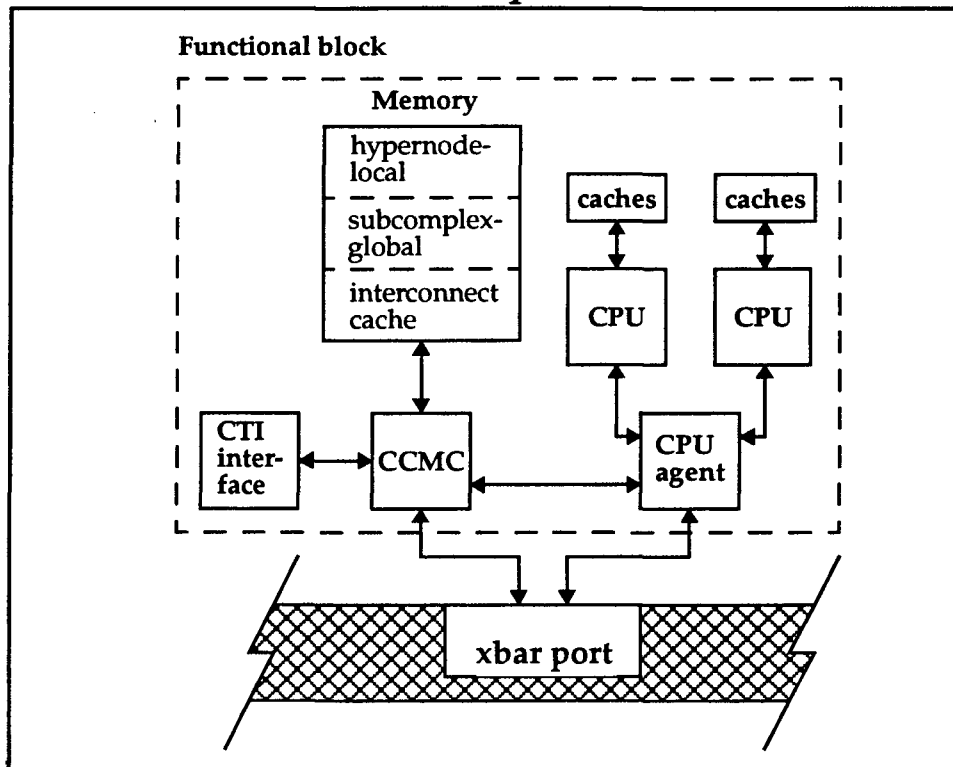 Functional block
Memory
hypernode-
local
subcomplex-
global
interconnect
cache
caches
caches
CPU
CPU
CTI
inter-
face
CCMC
CPU
agent
xbar port